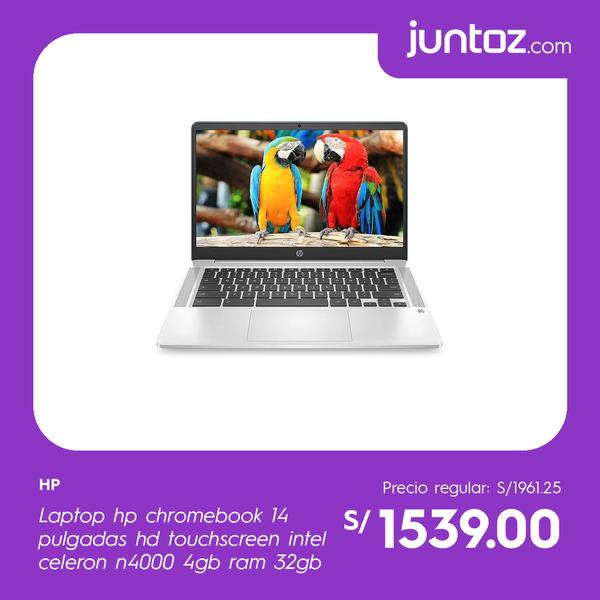 juntoz.com
hp
HP
Laptop hp chromebook 14
pulgadas hd touchscreen intel
celeron n4000 4gb ram 32gb
Precio regular: S/1961.25
S/1539.00